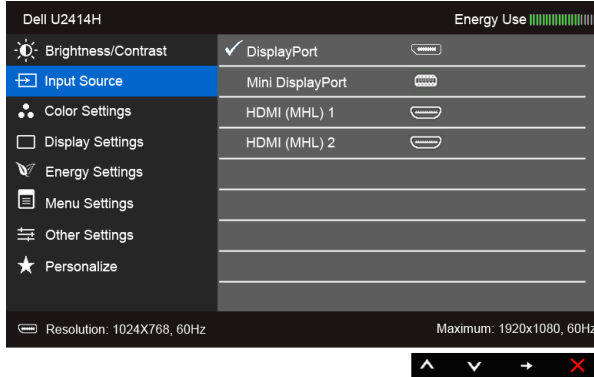 Dell U2414H Energy Use
Brightness/Contrast DisplayPort
Input Source Mini DisplayPort
Color Settings HDMI (MHL) 1
Display Settings HDMI (MHL) 2
Energy Settings
Menu Settings
Other Settings
Personalize
Resolution: 1024X768, 60Hz Maximum: 1920x1080, 60Hz